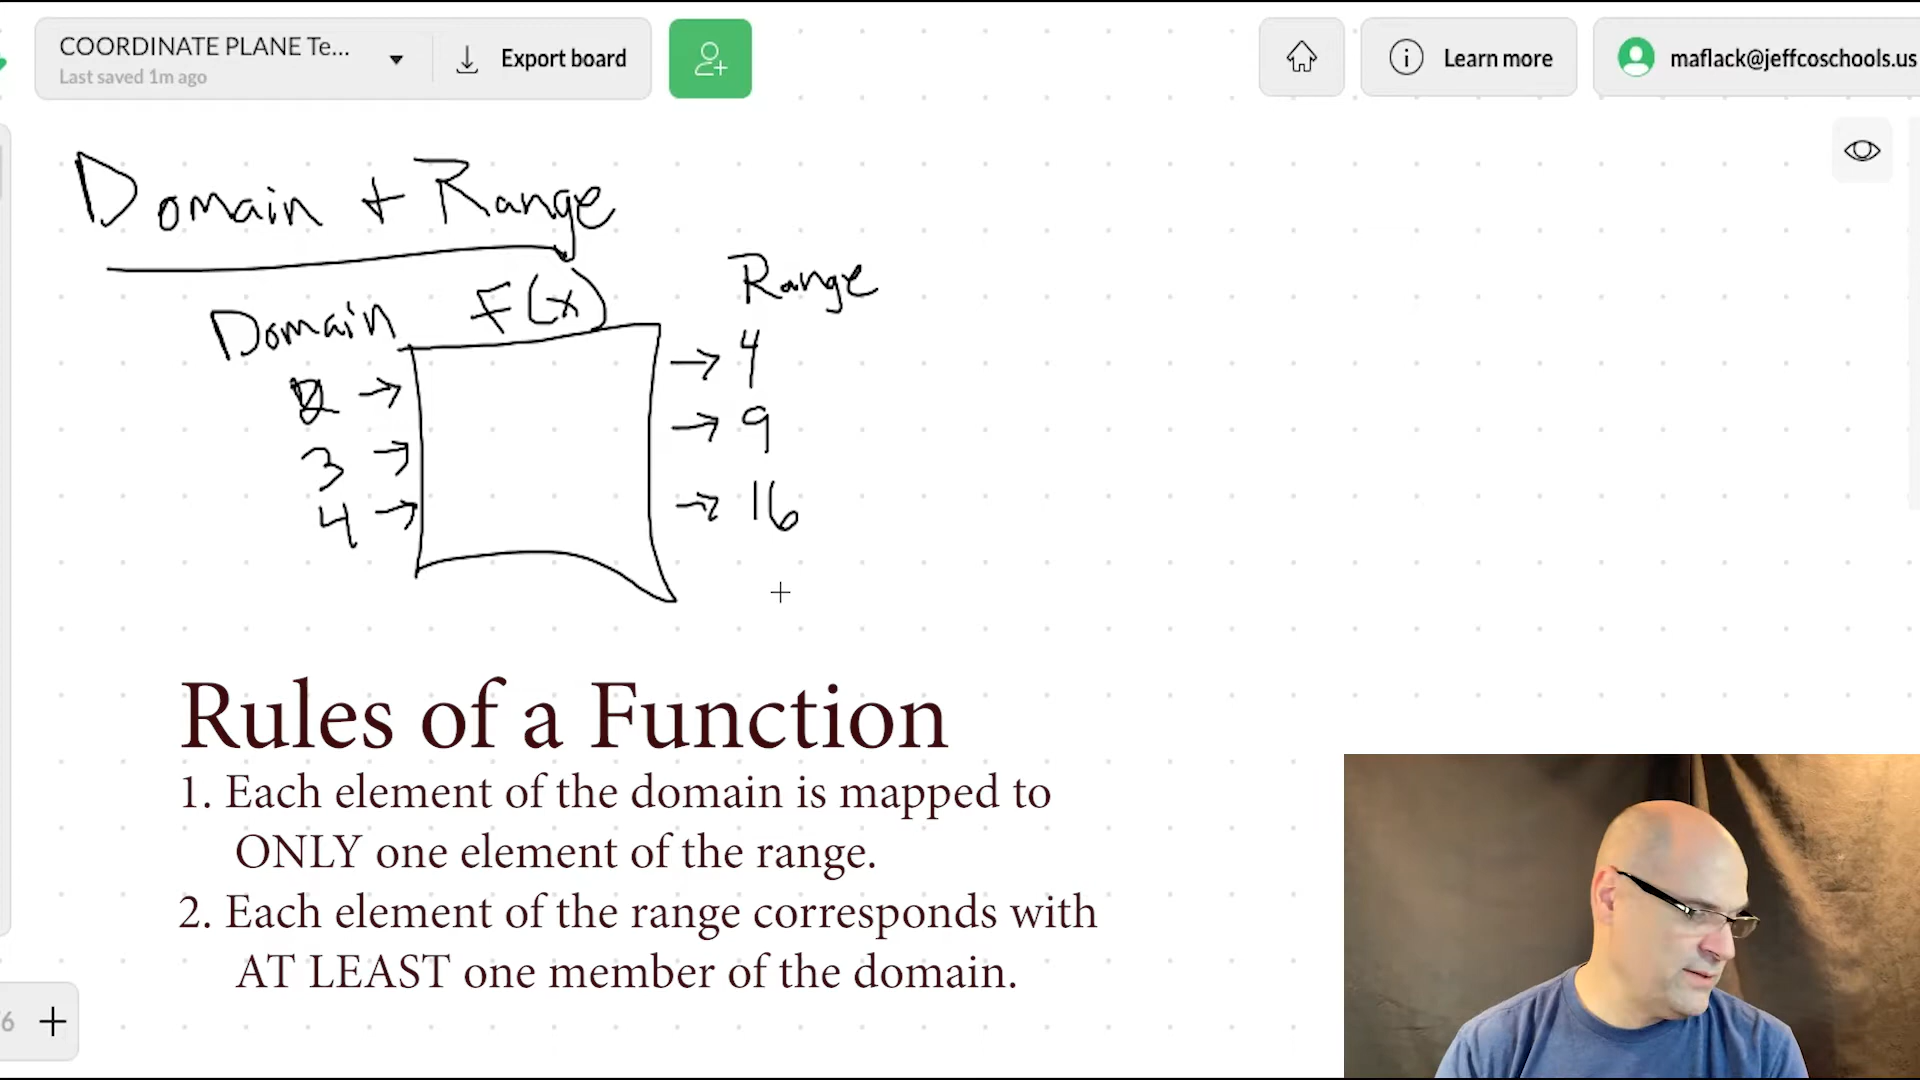 COORDINATE PLANE Te...
Last saved 1m ago
Export board
Learn more
maflack@jeffcoschools.us
Domain + Range
Domain F(x) Range
2 → → 4
3 → → 9
4 → → 16
Rules of a Function
1. Each element of the domain is mapped to
ONLY one element of the range.
2. Each element of the range corresponds with
AT LEAST one member of the domain.
6 +